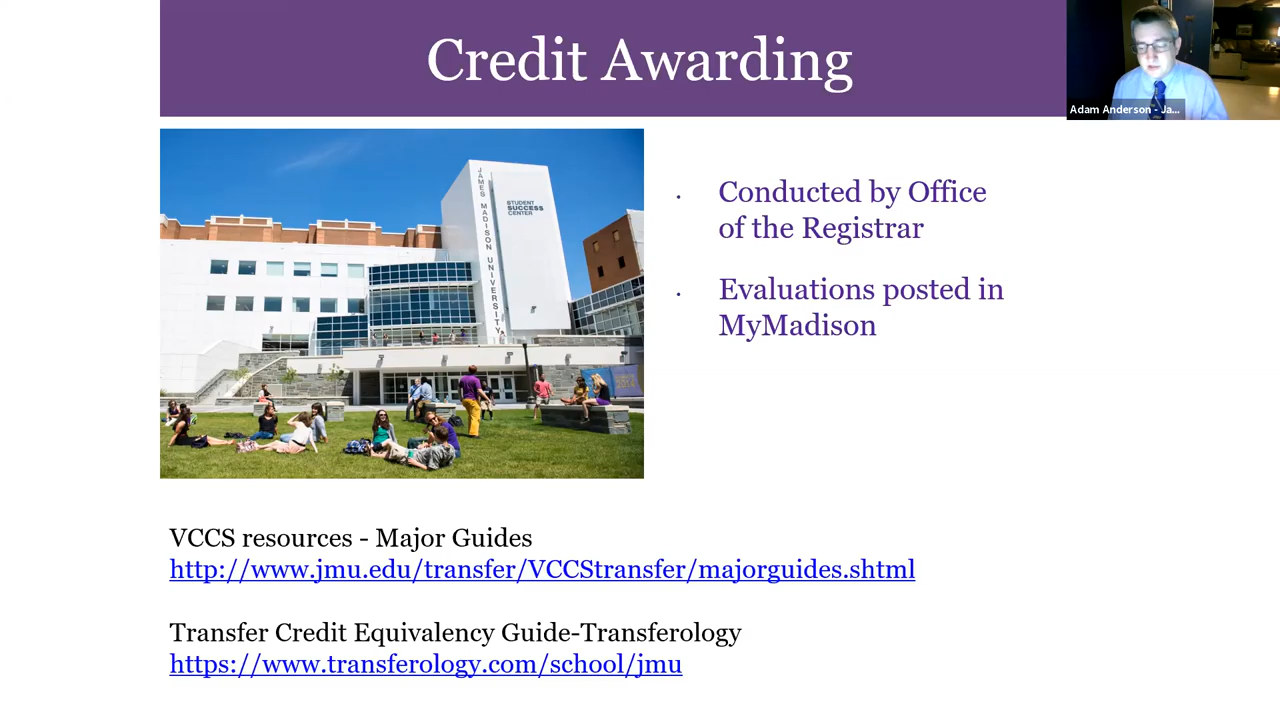 Credit Awarding
Adam Anderson - Ja...
JAMES MADISON UNIVERSITY
STUDENT
SUCCESS
CENTER
· Conducted by Office
of the Registrar
· Evaluations posted in
MyMadison
VCCS resources - Major Guides
http://www.jmu.edu/transfer/VCCStransfer/majorguides.shtml
Transfer Credit Equivalency Guide-Transferology
https://www.transferology.com/school/jmu